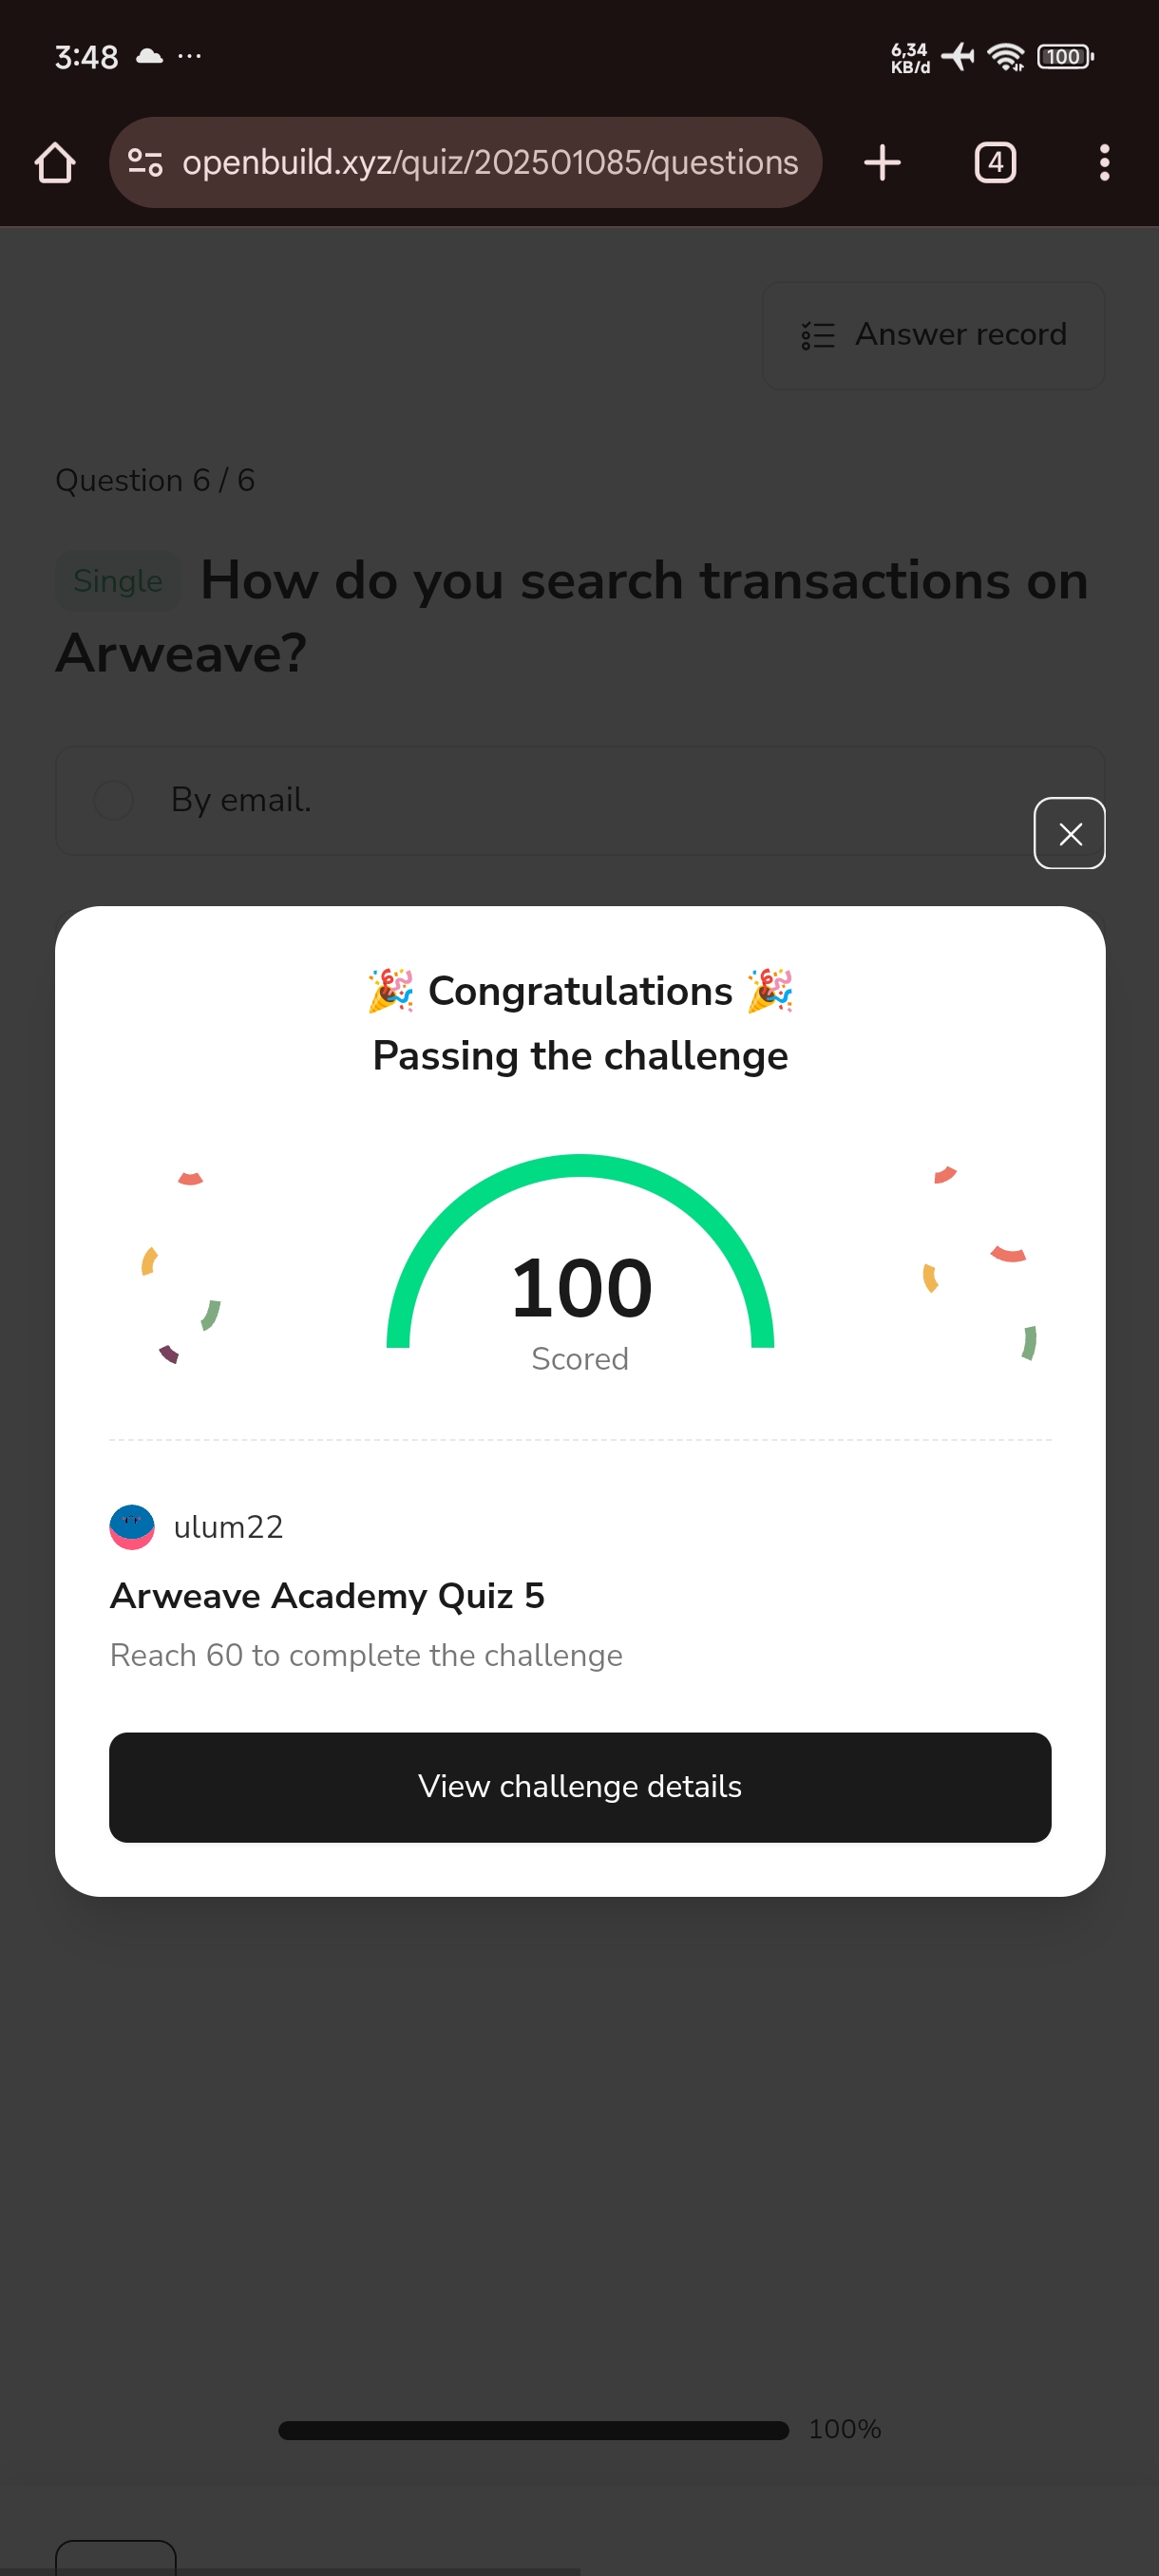 3:48 ...
6,34
KB/d
100
openbuild.xyz/quiz/202501085/questions
4
Answer record
Question 6 / 6
Single How do you search transactions on
Arweave?
By email.
🎉 Congratulations 🎉
Passing the challenge
100
Scored
ulum22
Arweave Academy Quiz 5
Reach 60 to complete the challenge
View challenge details
100%